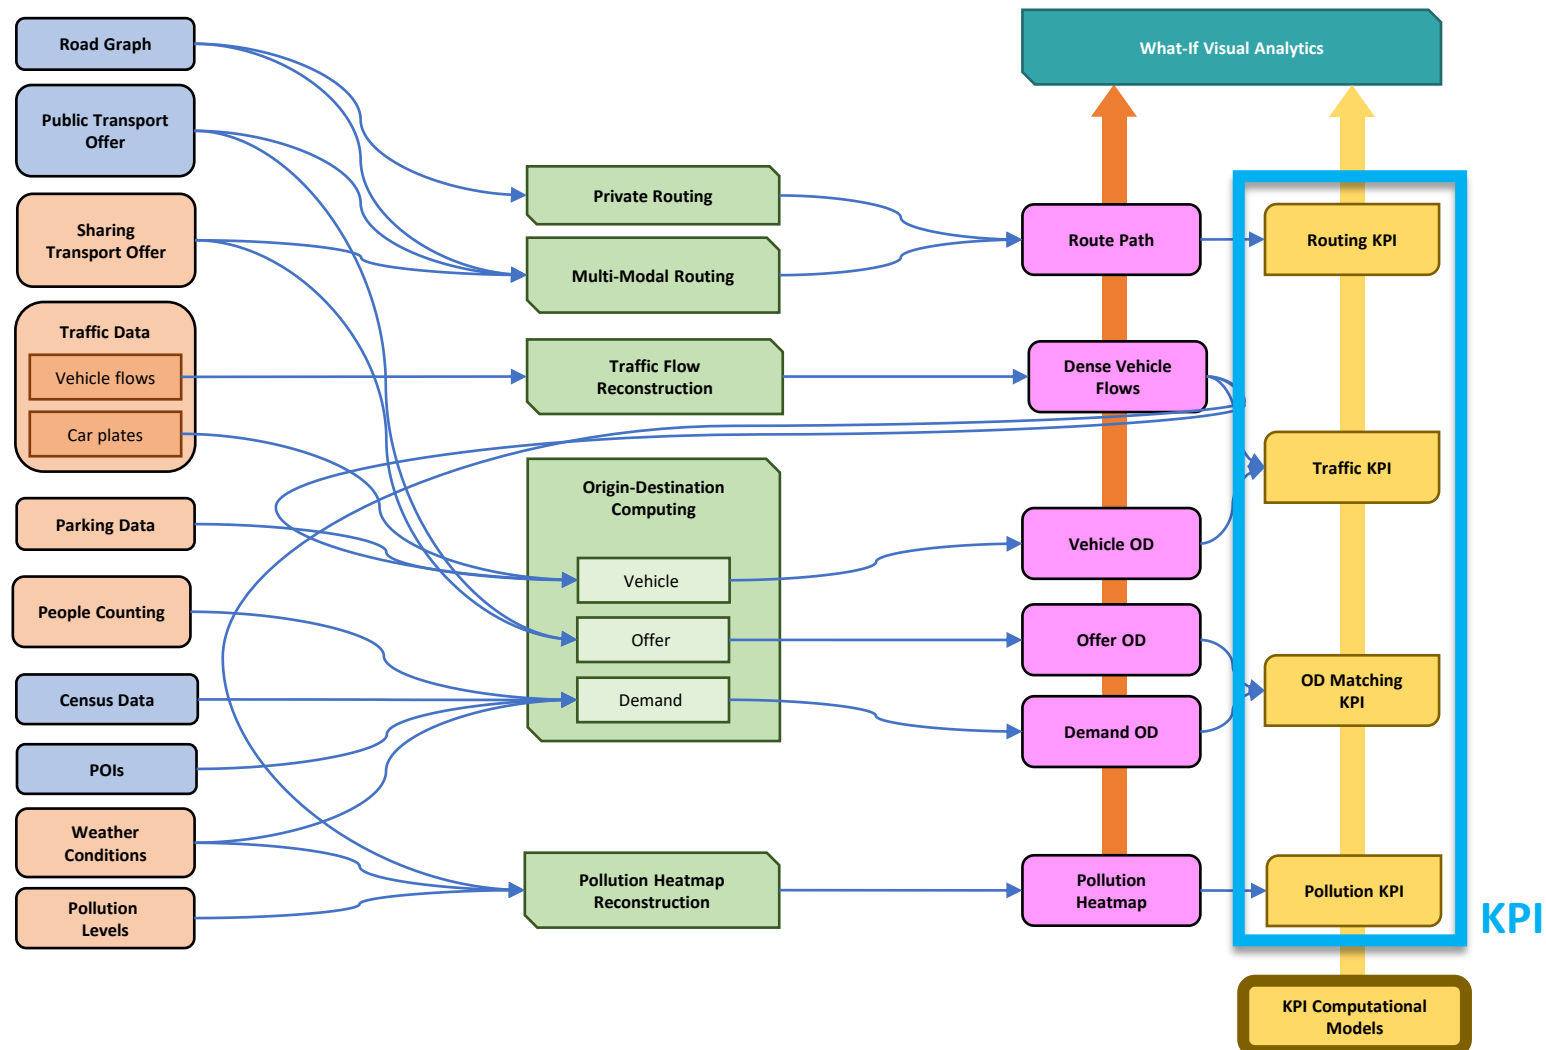 Road Graph
Public Transport
Offer
Sharing
Transport Offer
Traffic Data
Vehicle flows
Car plates
Parking Data
People Counting
Census Data
POIs
Weather
Conditions
Pollution
Levels
Private Routing
Multi-Modal Routing
Traffic Flow
Reconstruction
Origin-Destination
Computing
Vehicle
Offer
Demand
Pollution Heatmap
Reconstruction
What-If Visual Analytics
Route Path
Dense Vehicle
Flows
Vehicle OD
Offer OD
Demand OD
Pollution
Heatmap
Routing KPI
Traffic KPI
OD Matching
KPI
Pollution KPI
KPI
KPI Computational
Models